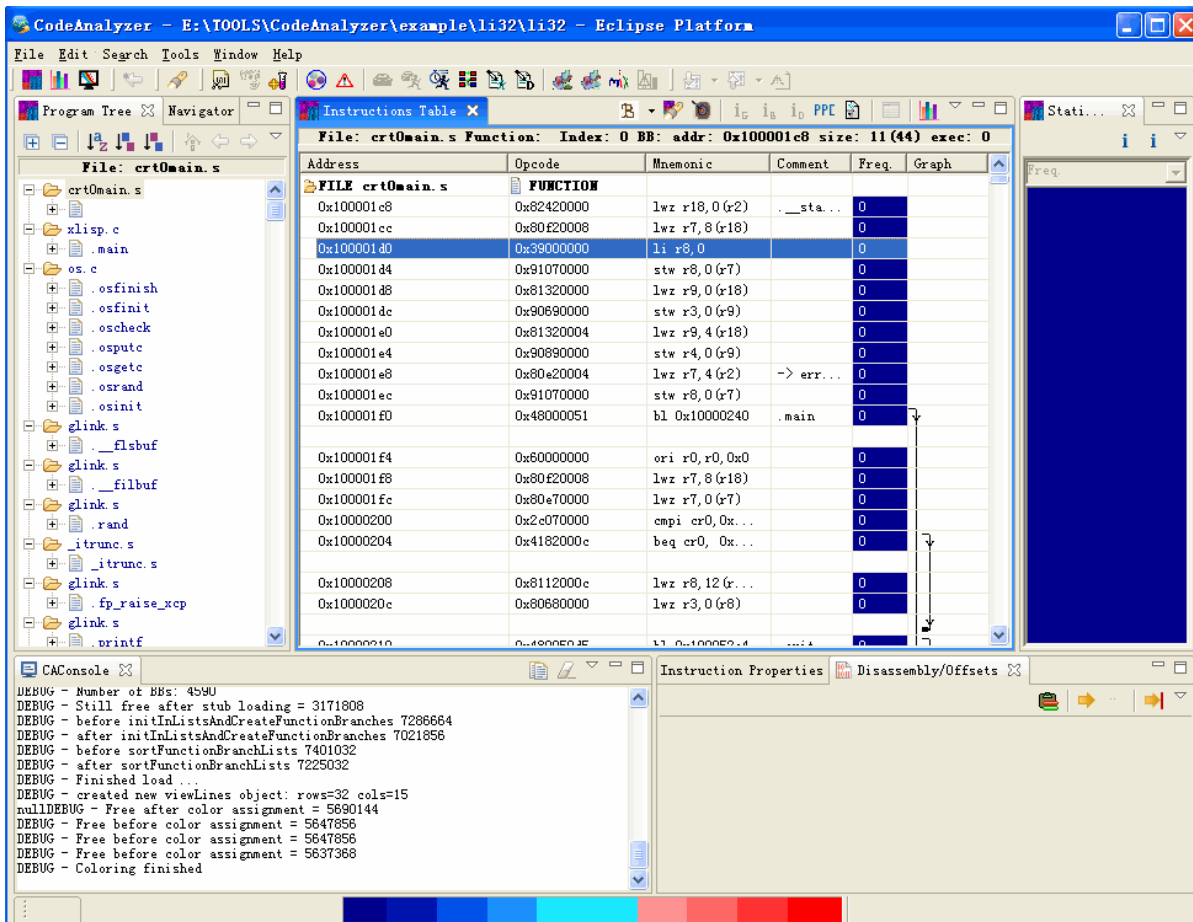 CodeAnalyzer - E:\TOOLS\CodeAnalyzer\example\li32\li32 - Eclipse Platform
File Edit Search Tools Window Help
Program Tree Navigator
File: crt0main.s
crt0main.s
xlisp.c
.main
os.c
.osfinish
.osfinit
.oscheck
.osputc
.osgetc
.osrand
.osinit
glink.s
.__flsbuf
glink.s
.__filbuf
glink.s
.rand
_itrunc.s
_itrunc.s
glink.s
.fp_raise_xcp
glink.s
.printf
Instructions Table
File: crt0main.s Function: Index: 0 BB: addr: 0x100001c8 size: 11(44) exec: 0
Address Opcode Mnemonic Comment Freq. Graph
FILE crt0main.s FUNCTION
0x100001c8 0x82420000 lwz r18,0(r2) .__sta... 0
0x100001cc 0x80f20008 lwz r7,8(r18) 0
0x100001d0 0x39000000 li r8,0 0
0x100001d4 0x91070000 stw r8,0(r7) 0
0x100001d8 0x81320000 lwz r9,0(r18) 0
0x100001dc 0x90690000 stw r3,0(r9) 0
0x100001e0 0x81320004 lwz r9,4(r18) 0
0x100001e4 0x90890000 stw r4,0(r9) 0
0x100001e8 0x80e20004 lwz r7,4(r2) -> err... 0
0x100001ec 0x91070000 stw r8,0(r7) 0
0x100001f0 0x48000051 bl 0x10000240 .main 0
0x100001f4 0x60000000 ori r0,r0,0x0 0
0x100001f8 0x80f20008 lwz r7,8(r18) 0
0x100001fc 0x80e70000 lwz r7,0(r7) 0
0x10000200 0x2c070000 cmpi cr0,0x... 0
0x10000204 0x4182000c beq cr0, 0x... 0
0x10000208 0x8112000c lwz r8,12(r... 0
0x1000020c 0x80680000 lwz r3,0(r8) 0
Stati...
Freq.
CAConsole
DEBUG - Number of BBs: 4590
DEBUG - Still free after stub loading = 3171808
DEBUG - before initInListsAndCreateFunctionBranches 7286664
DEBUG - after initInListsAndCreateFunctionBranches 7021856
DEBUG - before sortFunctionBranchLists 7401032
DEBUG - after sortFunctionBranchLists 7225032
DEBUG - Finished load ...
DEBUG - created new viewLines object: rows=32 cols=15
nullDEBUG - Free after color assignment = 5690144
DEBUG - Free before color assignment = 5647856
DEBUG - Free before color assignment = 5647856
DEBUG - Free before color assignment = 5637368
DEBUG - Coloring finished
Instruction Properties Disassembly/Offsets